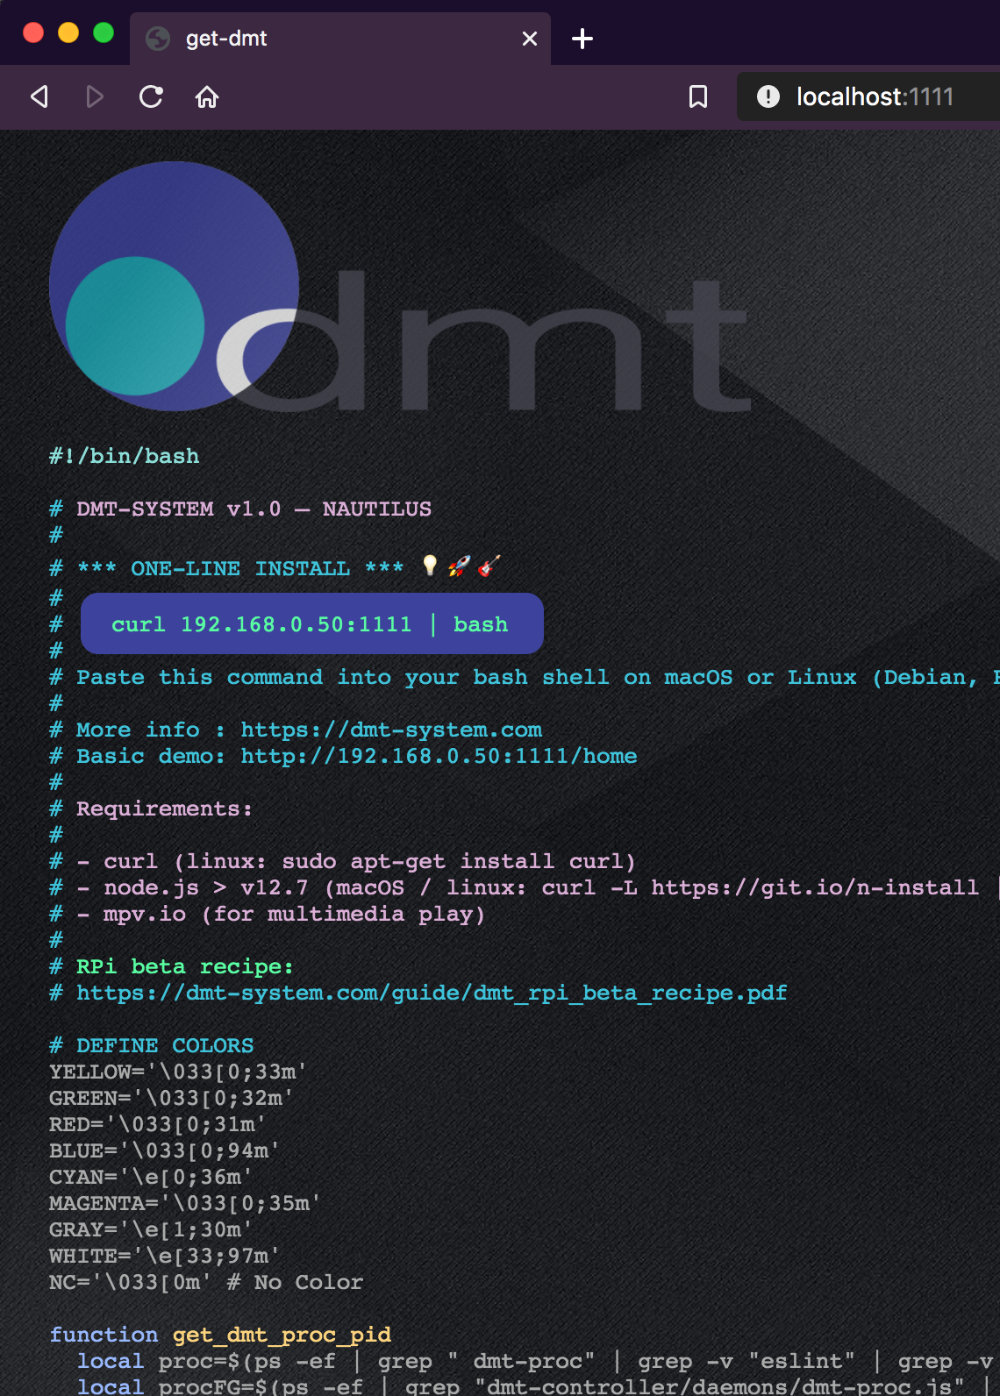 get-dmt
localhost:1111
dmt
#!/bin/bash
# DMT-SYSTEM v1.0 — NAUTILUS
#
# *** ONE-LINE INSTALL *** 💡🚀🎸
#
# curl 192.168.0.50:1111 | bash
#
# Paste this command into your bash shell on macOS or Linux (Debian,
#
# More info : https://dmt-system.com
# Basic demo: http://192.168.0.50:1111/home
#
# Requirements:
#
# - curl (linux: sudo apt-get install curl)
# - node.js > v12.7 (macOS / linux: curl -L https://git.io/n-install
# - mpv.io (for multimedia play)
#
# RPi beta recipe:
# https://dmt-system.com/guide/dmt_rpi_beta_recipe.pdf
# DEFINE COLORS
YELLOW='\033[0;33m'
GREEN='\033[0;32m'
RED='\033[0;31m'
BLUE='\033[0;94m'
CYAN='\e[0;36m'
MAGENTA='\033[0;35m'
GRAY='\e[1;30m'
WHITE='\e[33;97m'
NC='\033[0m' # No Color
function get_dmt_proc_pid
local proc=$(ps -ef | grep " dmt-proc" | grep -v "eslint" | grep -v
local procFG=$(ps -ef | grep "dmt-controller/daemons/dmt-proc.js" |